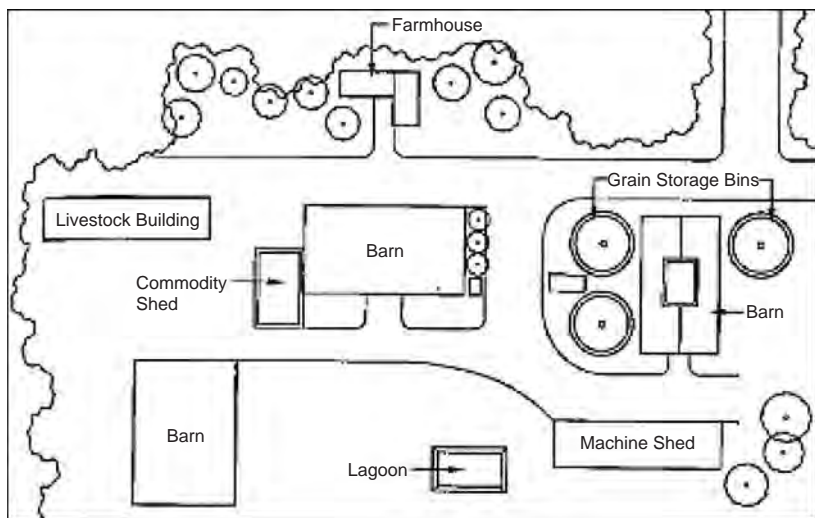 Farmhouse
Grain Storage Bins
Livestock Building
Barn
Commodity
Shed
Barn
Barn
Machine Shed
Lagoon